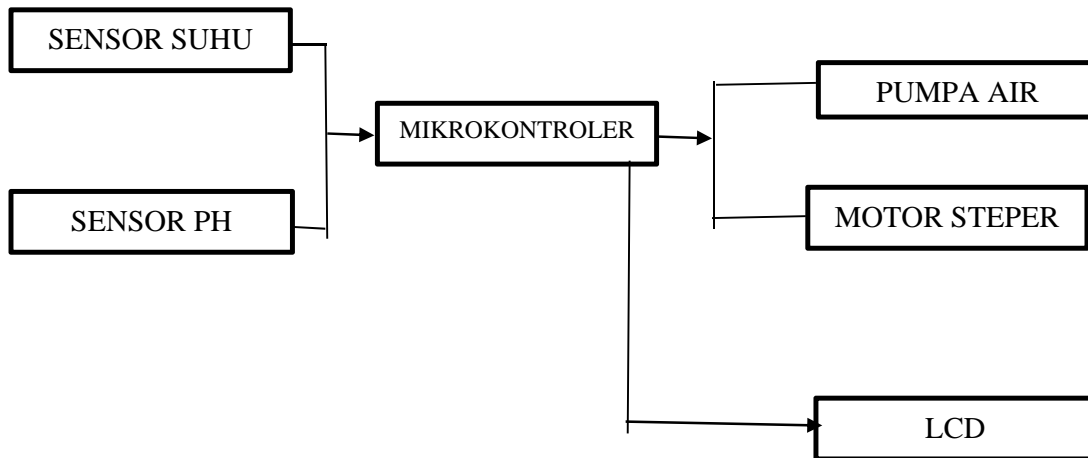 SENSOR SUHU
PUMPA AIR
MIKROKONTROLER
SENSOR PH
MOTOR STEPER
LCD